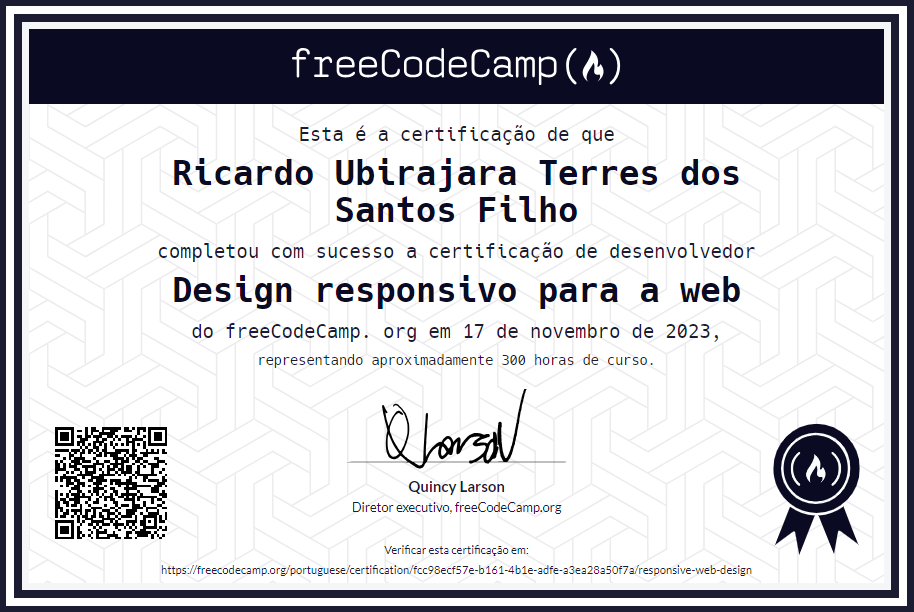 freeCodeCamp
Esta é a certificação de que
Ricardo Ubirajara Terres dos
Santos Filho
completou com sucesso a certificação de desenvolvedor
Design responsivo para a web
do freeCodeCamp. org em 17 de novembro de 2023,
representando aproximadamente 300 horas de curso.
Q Larson
Quincy Larson
Diretor executivo, freeCodeCamp.org
Verificar esta certificação em:
https://freecodecamp.org/portuguese/certification/fcc98ecf57e-b161-4b1e-adfe-a3ea28a50f7a/responsive-web-design